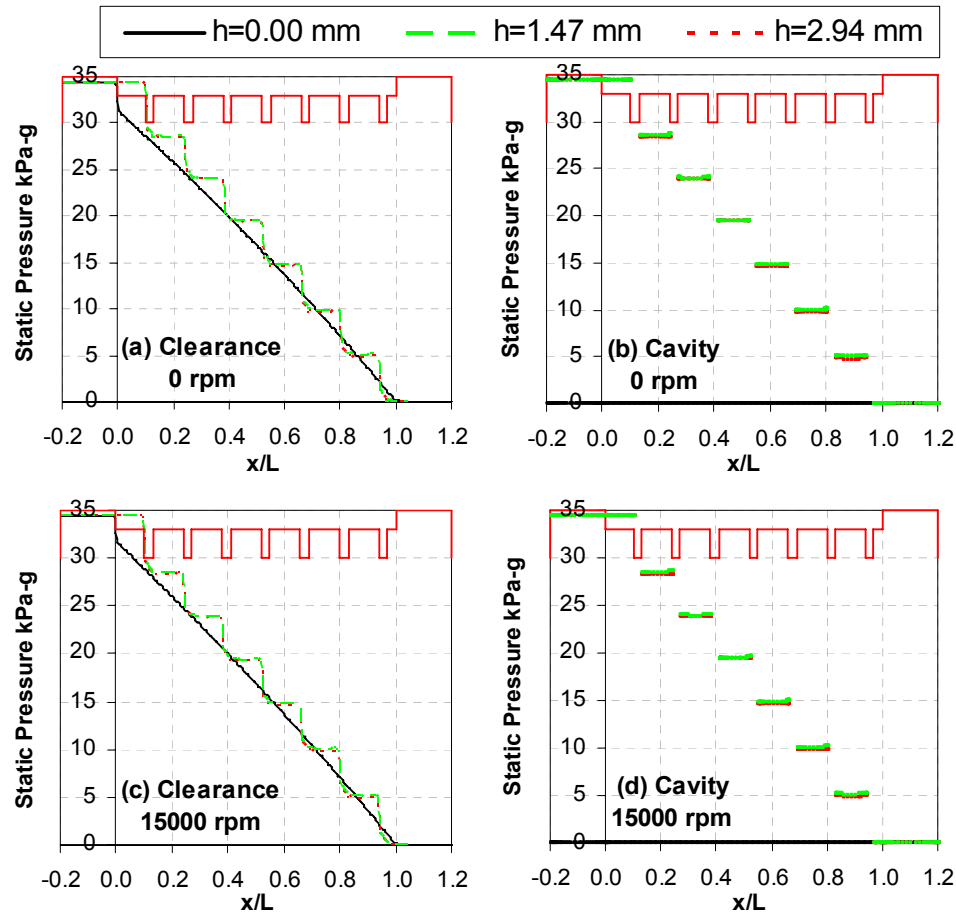 h=0.00 mm h=1.47 mm h=2.94 mm
Static Pressure kPa-g
35
30
25
20
15
10
5
0
(a) Clearance
0 rpm
-0.2 0.0 0.2 0.4 0.6 0.8 1.0 1.2
x/L
Static Pressure kPa-g
35
30
25
20
15
10
5
0
(b) Cavity
0 rpm
-0.2 0.0 0.2 0.4 0.6 0.8 1.0 1.2
x/L
Static Pressure kPa-g
35
30
25
20
15
10
5
0
(c) Clearance
15000 rpm
-0.2 0.0 0.2 0.4 0.6 0.8 1.0 1.2
x/L
Static Pressure kPa-g
35
30
25
20
15
10
5
0
(d) Cavity
15000 rpm
-0.2 0.0 0.2 0.4 0.6 0.8 1.0 1.2
x/L